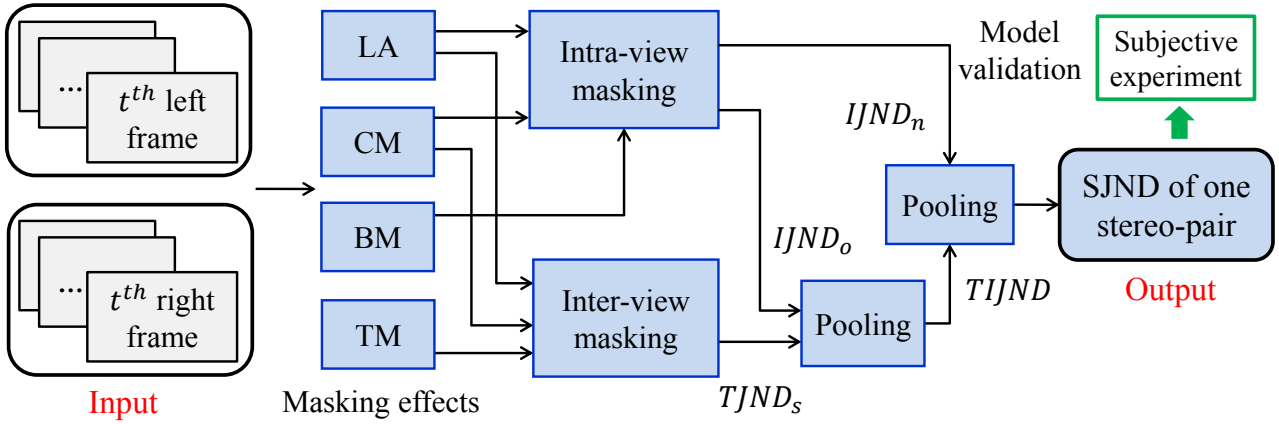 ...
t^{th} left
frame
...
t^{th} right
frame
Input
LA
CM
BM
TM
Masking effects
Intra-view
masking
Inter-view
masking
IJND_n
IJND_o
TJND_s
Pooling
TIJND
Pooling
Model
validation
Subjective
experiment
SJND of one
stereo-pair
Output